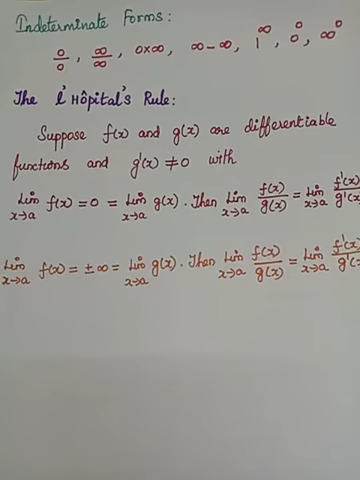 Indeterminate Forms:
0/0, ∞/∞, 0×∞, ∞-∞, 1^∞, 0^0, ∞^0
The l'Hôpital's Rule:
Suppose f(x) and g(x) are differentiable
functions and g'(x) ≠ 0 with
Lim x→a f(x) = 0 = Lim x→a g(x). Then Lim x→a f(x)/g(x) = Lim x→a f'(x)/g'(x
Lim x→a f(x) = ±∞ = Lim x→a g(x). Then Lim x→a f(x)/g(x) = Lim x→a f'(x)/g'(x